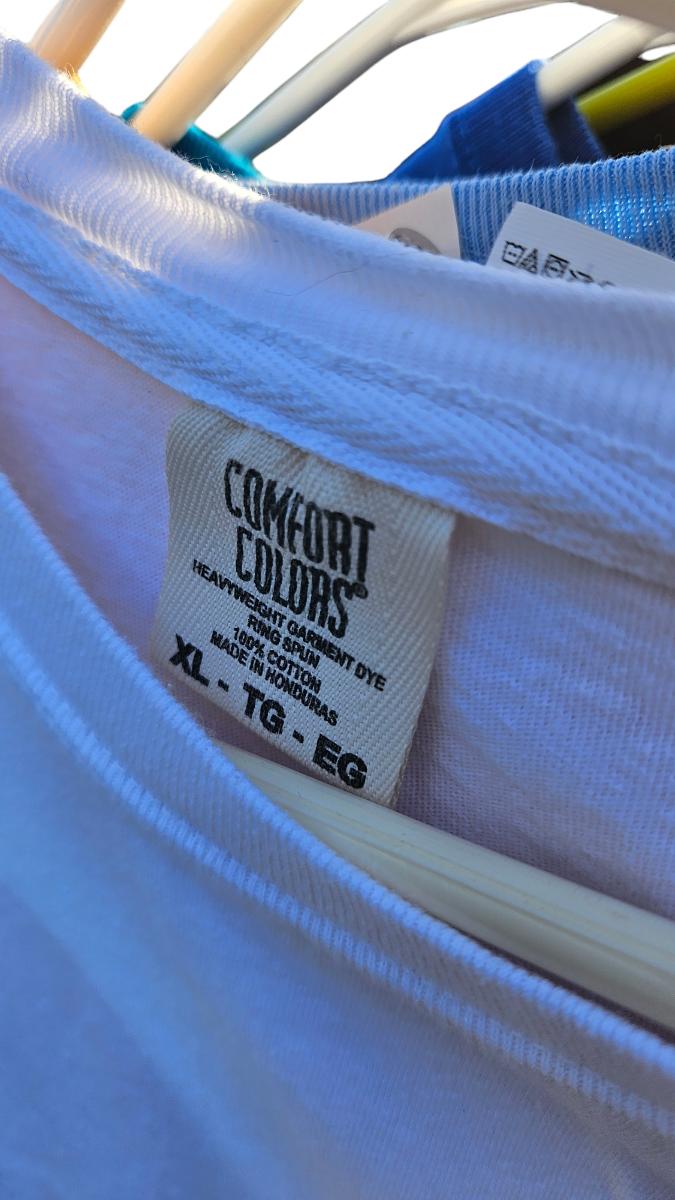 COMFORT
COLORS®
HEAVYWEIGHT GARMENT DYE
RING SPUN
100% COTTON
MADE IN HONDURAS
XL - TG - EG